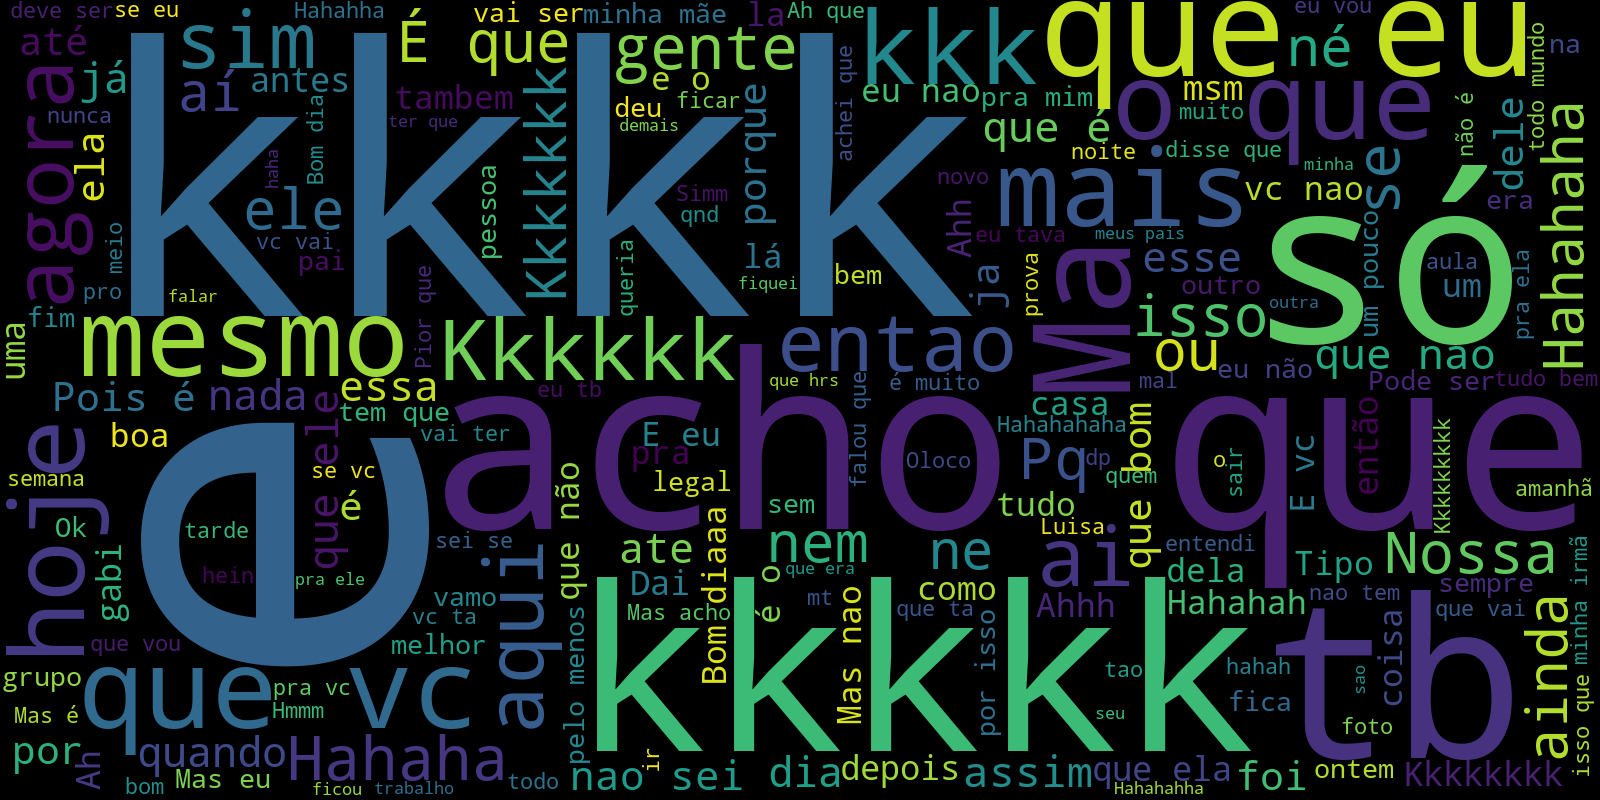 deve ser
se eu
Hahahha
vai ser
minha mãe
la
Ah que
eu vou
até
sim
É que
gente
kkk
que eu
né
na
já
aí
antes
e o
tambem
deu
ficar
eu nao
pra mim
msm
muito
o que
todo mundo
nunca
agora
ela
Bom dia
ter que
demais
achei que
que é
não é
dele
Hahahaha
kkkk
haha
ele
pessoa
Kkkkkkk
Simm
qnd
porque
noite
disse que
minha
novo
mais
vc nao
se
era
meio
vc vai
pai
Ahh
eu tava
meus pais
lá
bem
esse
aula
pro
falar
queria
fiquei
ja
prova
outro
outra
um
um pouco
só
pra ela
fim
uma
mesmo
Pior que
Kkkkkk
entao
Mas
isso
ou
que não
Pois é
nada
essa
eu tb
que hrs
é muito
mal
eu não
Pode ser
tudo bem
tem que
boa
que ele
vai ter
E eu
pra
falou que
casa
Hahahahaha
acho que
hoje
e
semana
se vc
é
legal
Oloco
Pq
dp
quem
que bom
o
sair
E vc
então
Kkkkkkkkk
amanhã
Ok
tarde
sem
tudo
Luisa
sei se
que não
ate
nem
ne
ai
entendi
Tipo
Nossa
gabi
hein
pra ele
aqui
vamo
Dai
Bom diaaa
que era
como
dela
sempre
vc ta
Mas acho
é o
mt
que ta
Ahhh
Hahahah
nao tem
que vai
que vou
melhor
pelo menos
kkkkk
Mas nao
por isso
tao
hahah
tb
coisa
ainda
minha irmã
grupo
que vc
pra vc
Hmmm
seu
fica
sao
foto
Mas é
por
Ah
quando
Hahaha
ir
isso que
bom
Mas eu
ficou
trabalho
todo
nao sei
dia
depois
assim
que ela
Hahahahha
foi
ontem
Kkkkkkkk